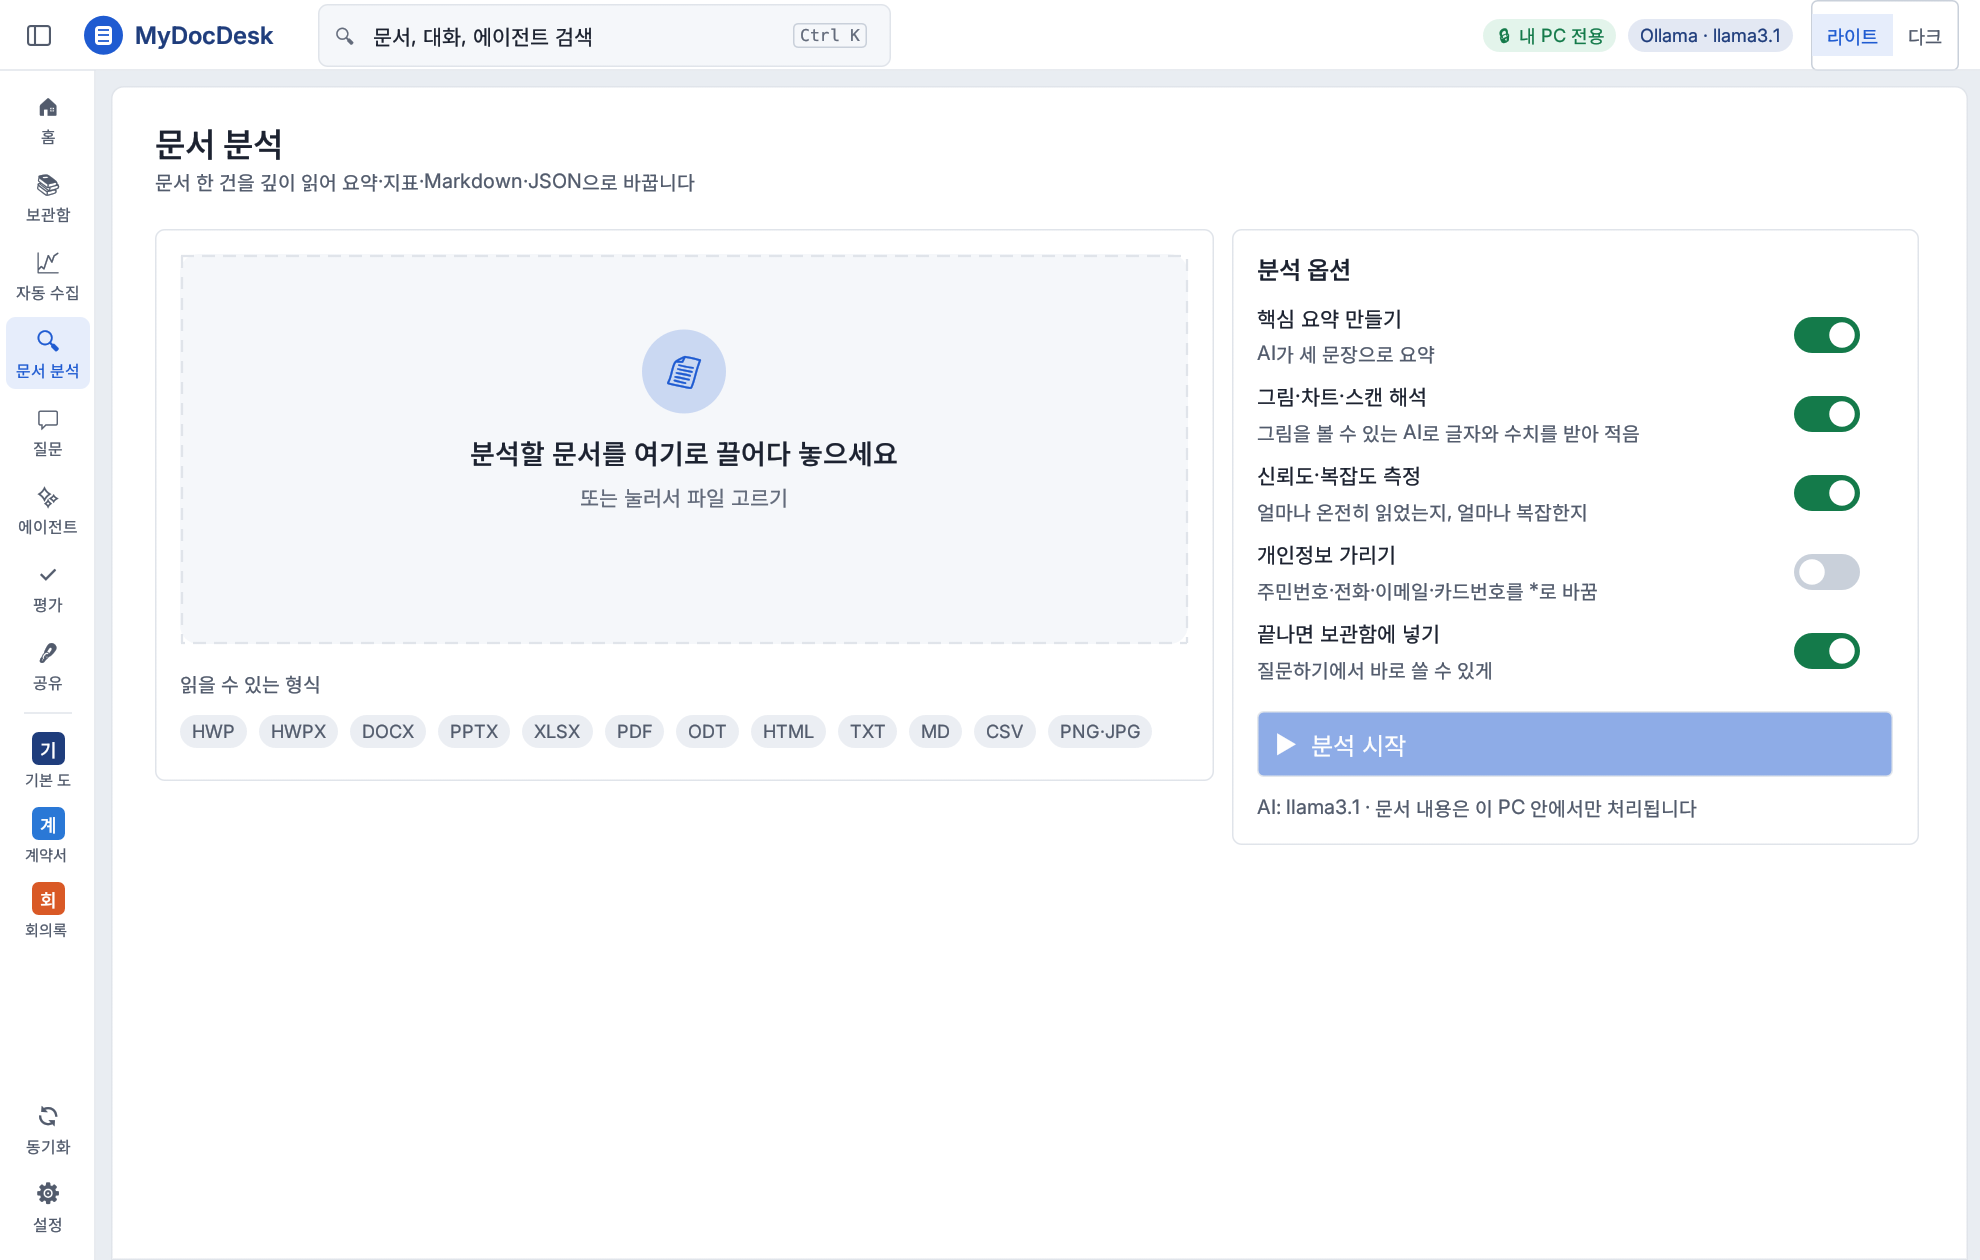 MyDocDesk
문서, 대화, 에이전트 검색
Ctrl K
내 PC 전용
Ollama · llama3.1
라이트
다크
홈
보관함
자동 수집
문서 분석
질문
에이전트
평가
공유
기
기본 도
계
계약서
회
회의록
동기화
설정
문서 분석
문서 한 건을 깊이 읽어 요약·지표·Markdown·JSON으로 바꿉니다
분석할 문서를 여기로 끌어다 놓으세요
또는 눌러서 파일 고르기
읽을 수 있는 형식
HWP
HWPX
DOCX
PPTX
XLSX
PDF
ODT
HTML
TXT
MD
CSV
PNG·JPG
분석 옵션
핵심 요약 만들기
AI가 세 문장으로 요약
그림·차트·스캔 해석
그림을 볼 수 있는 AI로 글자와 수치를 받아 적음
신뢰도·복잡도 측정
얼마나 온전히 읽었는지, 얼마나 복잡한지
개인정보 가리기
주민번호·전화·이메일·카드번호를 *로 바꿈
끝나면 보관함에 넣기
질문하기에서 바로 쓸 수 있게
분석 시작
AI: llama3.1 · 문서 내용은 이 PC 안에서만 처리됩니다